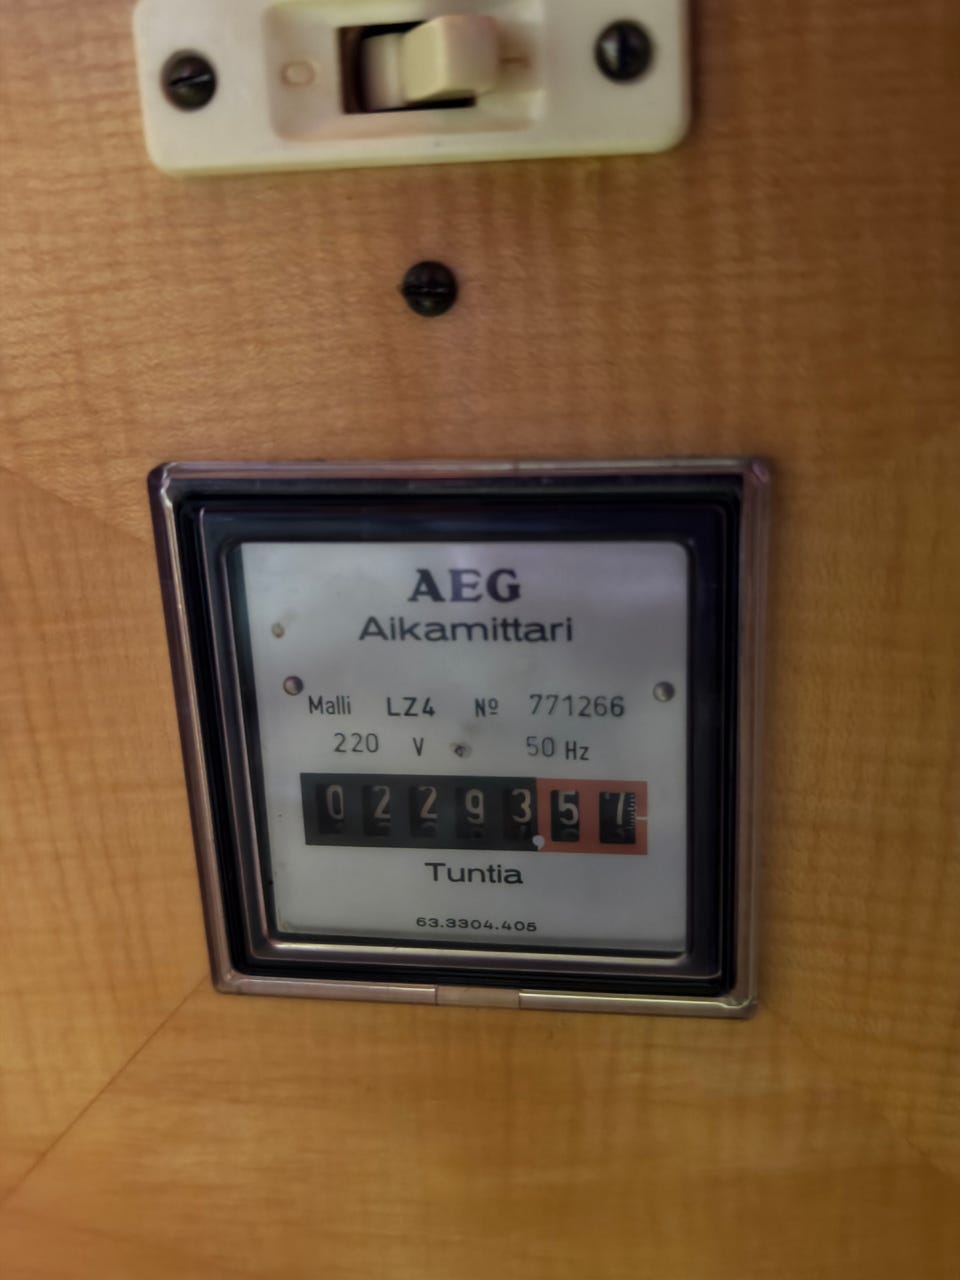 AEG
Aikamittari
Malli LZ4 Nº 771266
220 V 50 Hz
0229357
Tuntia
63.3304.405